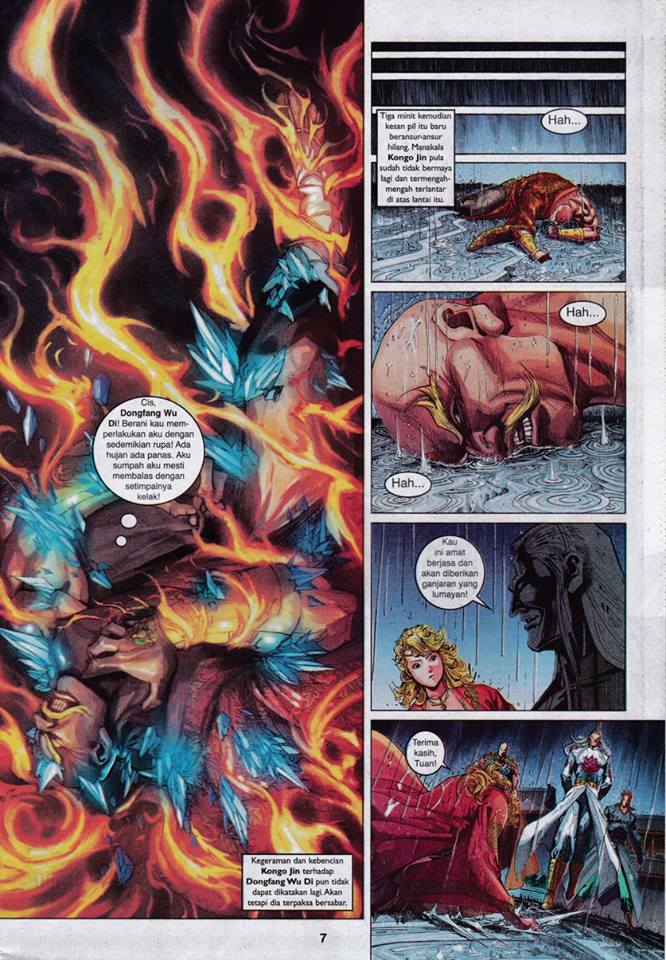 Cis,
Dongfang Wu
Di! Berani kau mem-
perlakukan aku dengan
sedemikian rupa! Ada
hujan ada panas. Aku
sumpah aku mesti
membalas dengan
setimpalnya
kelak!
Kegeraman dan kebencian
Kongo Jin terhadap
Dongfang Wu Di pun tidak
dapat dikatakan lagi. Akan
tetapi dia terpaksa bersabar.
Tiga minit kemudian
kesan pil itu baru
beransur-ansur
hilang. Manakala
Kongo Jin pula
sudah tidak bermaya
lagi dan termengah-
mengah terlantar
di atas lantai itu.
Hah...
Hah...
Hah...
Kau
ini amat
berjasa dan
akan diberikan
ganjaran yang
lumayan!
Terima
kasih,
Tuan!
7